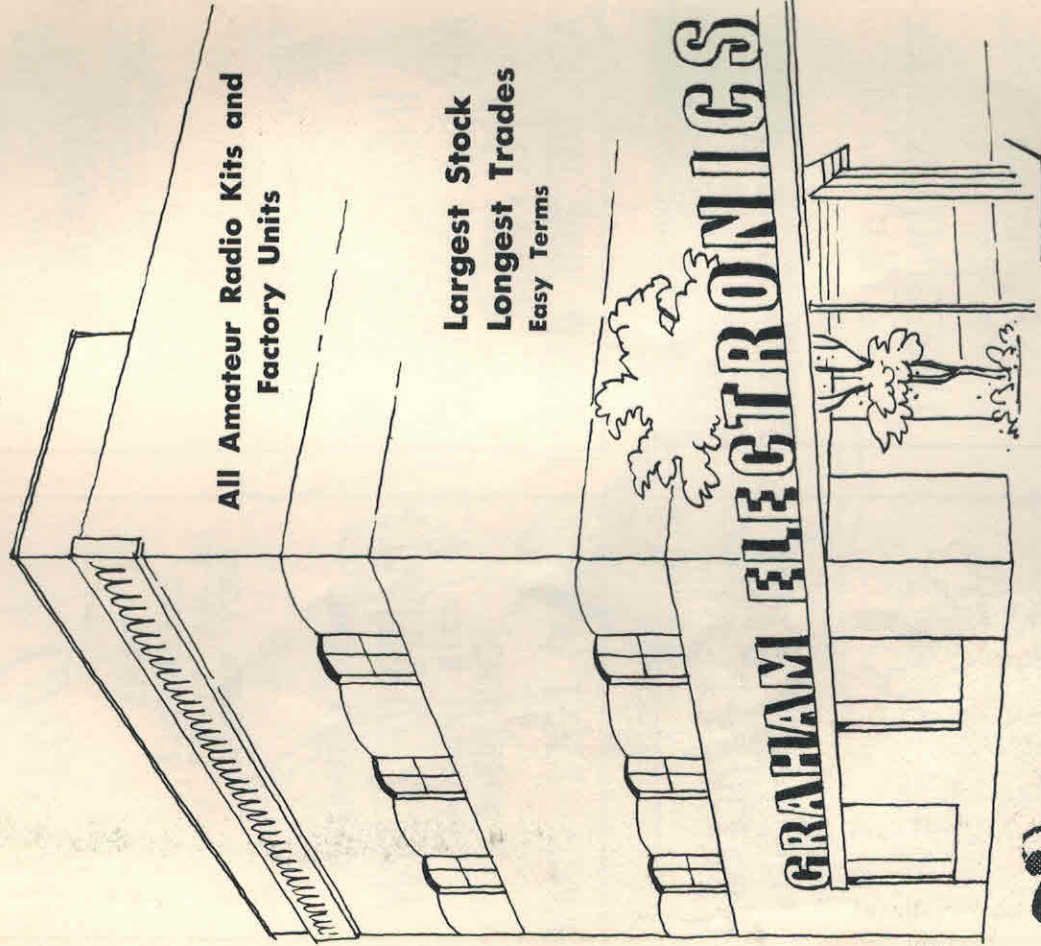 All Amateur Radio Kits and
Factory Units
Largest Stock
Longest Trades
Easy Terms
GRAHAM ELECTRONICS